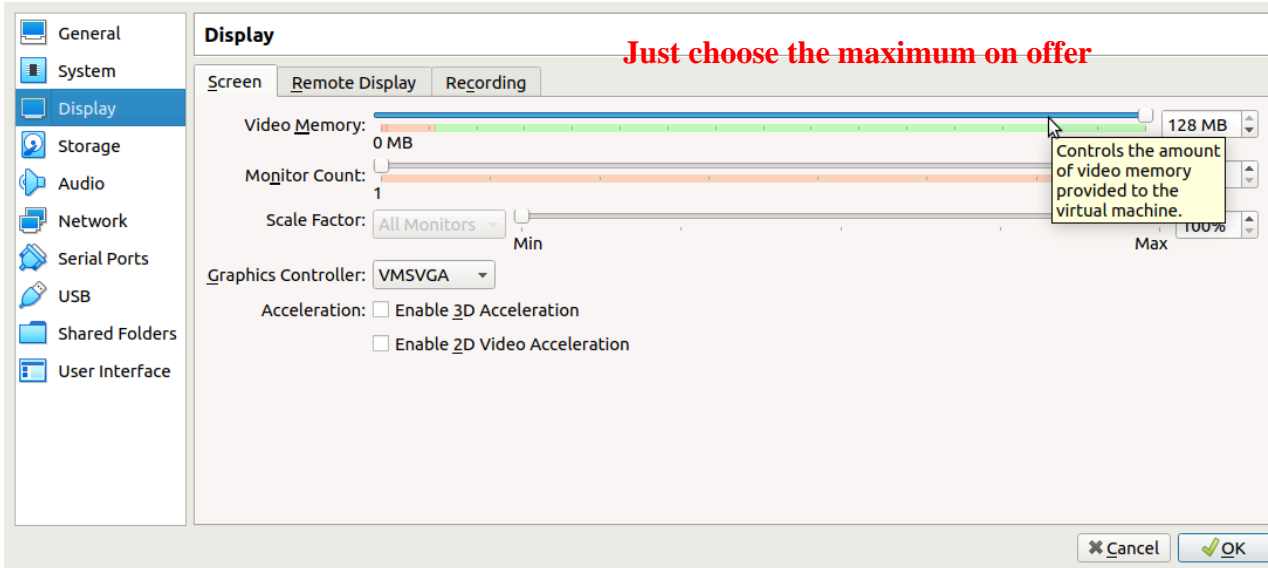 General
System
Display
Storage
Audio
Network
Serial Ports
USB
Shared Folders
User Interface
Display
Just choose the maximum on offer
Screen
Remote Display
Recording
Video Memory:
128 MB
0 MB
Controls the amount
of video memory
provided to the
virtual machine.
Monitor Count:
1
Scale Factor:
All Monitors
100%
Min
Max
Graphics Controller:
VMSVGA
Acceleration:
Enable 3D Acceleration
Enable 2D Video Acceleration
Cancel
OK